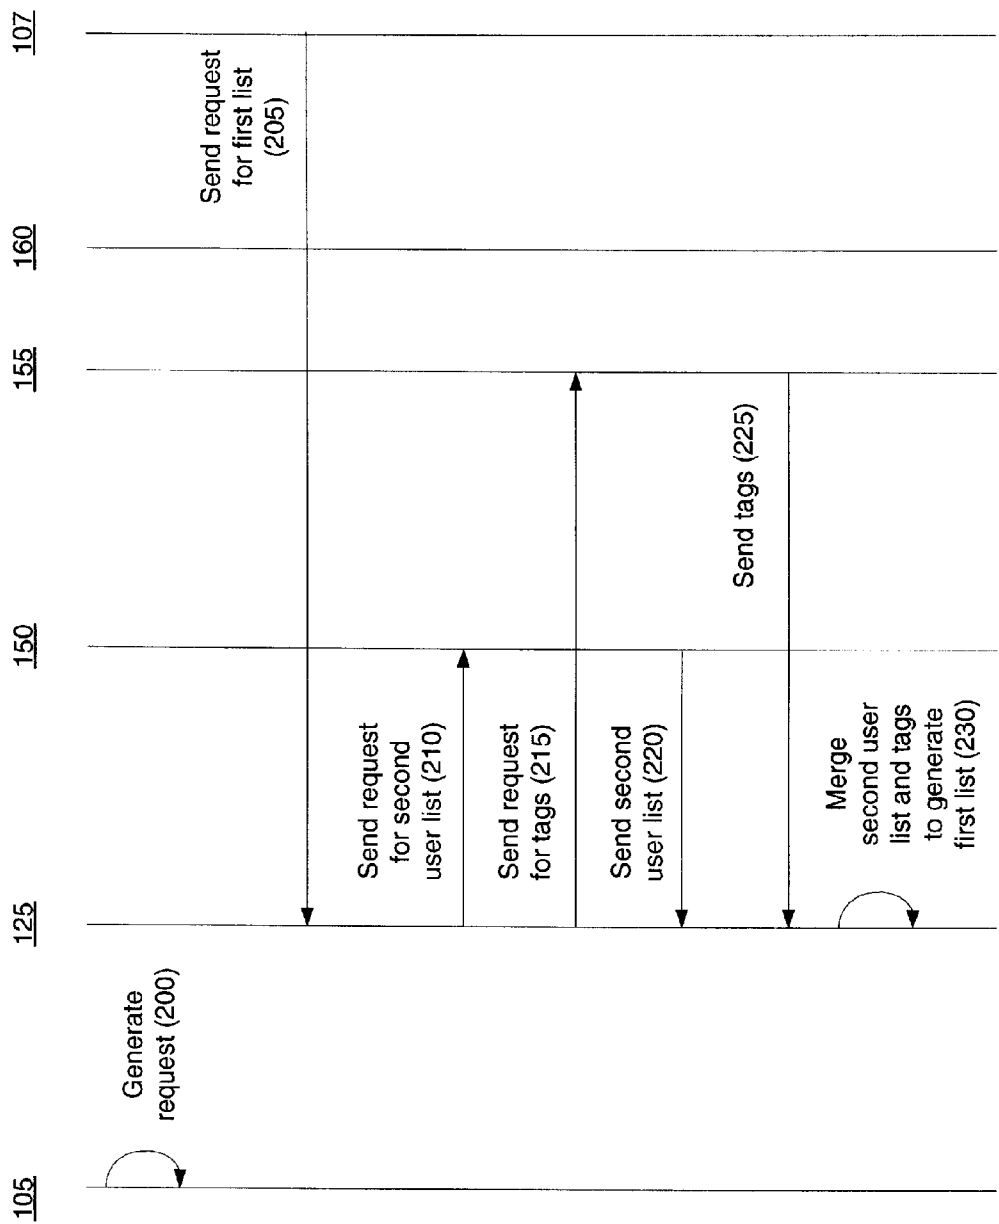 105
125
150
155
160
107
Generate
request (200)
Send request
for first list
(205)
Send request
for second
user list (210)
Send request
for tags (215)
Send second
user list (220)
Send tags (225)
Merge
second user
list and tags
to generate
first list (230)